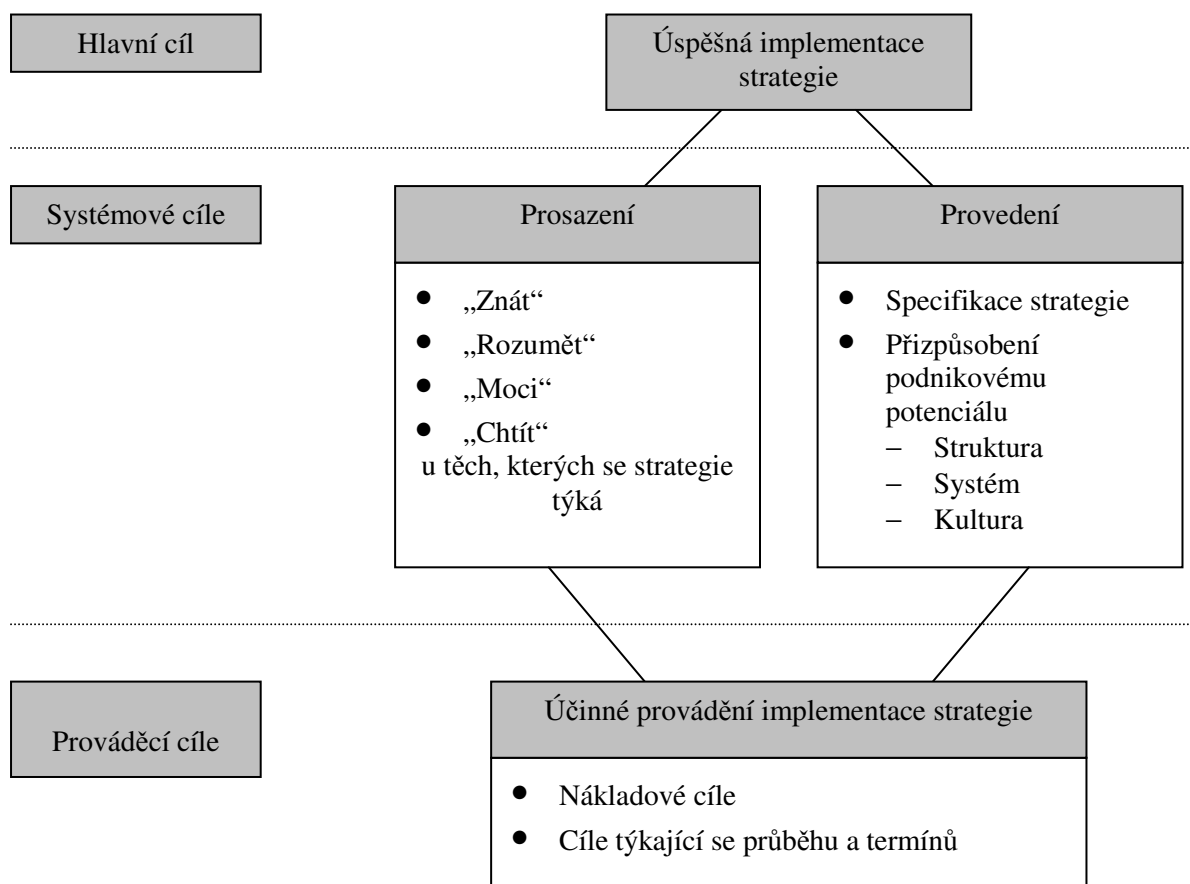 Hlavní cíl
Úspěšná implementace
strategie
Systémové cíle
Prosazení
• „Znát“
• „Rozumět“
• „Moci“
• „Chtít“
u těch, kterých se strategie
týká
Provedení
• Specifikace strategie
• Přizpůsobení
podnikovému
potenciálu
– Struktura
– Systém
– Kultura
Prováděcí cíle
Účinné provádění implementace strategie
• Nákladové cíle
• Cíle týkající se průběhu a termínů